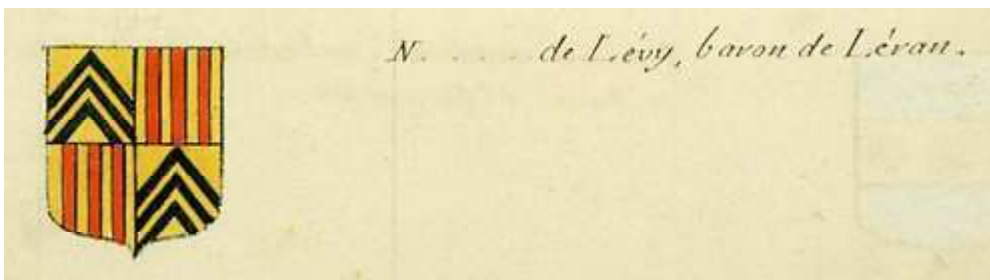 N. . . . . de Lévy, baron de Léran.